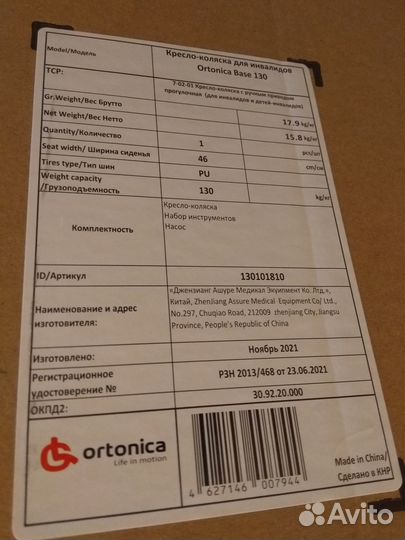 Model/Модель
Кресло-коляска для инвалидов
Ortonica Base 130
ТСР:
7-02-01 Кресло-коляска с ручным приводом
прогулочная (для инвалидов и детей-инвалидов)
Gr.Weight/Вес Брутто
17.9 kg/кг
Net Weight/Вес Нетто
15.8 kg/кг
Quantity/Количество
1
pcs/шт
Seat width/ Ширина сиденья
46
cm/см
Tires type/Тип шин
PU
Weight capacity
/Грузоподъемность
130
kg/кг
Комплектность
Кресло-коляска
Набор инструментов
Насос
ID/Артикул
130101810
Наименование и адрес
изготовителя:
«Джензианг Ашуре Медикал Экуипмент Ко. Лтд.»,
Китай, ZhenJiang Assure Medical Equipment Co/ Ltd.,
No.297, Chuqiao Road, 212009 zhenjiang City, Jiangsu
Province, People's Republic of China
Изготовлено:
Ноябрь 2021
Регистрационное
удостоверение №
РЗН 2013/468 от 23.06.2021
ОКПД2:
30.92.20.000
ortonica
Life in motion
4 627146 007944
Made in China/
Сделано в КНР
Avito